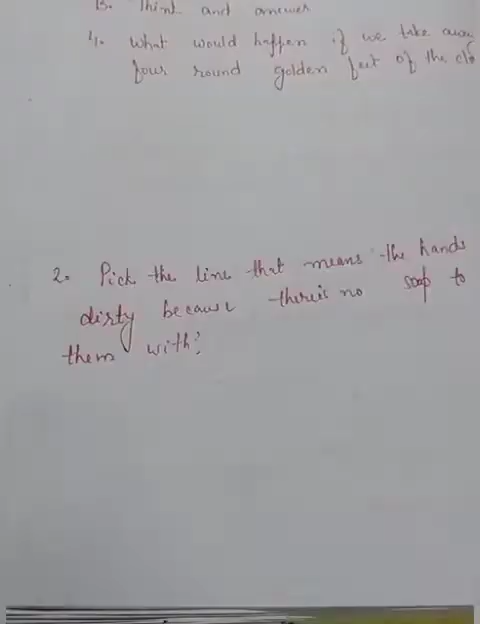 B. Think and answer
1. What would happen if we take away
four round golden feet of the clo
2. Pick the line that means the hands
dirty because there is no soap to
them with?